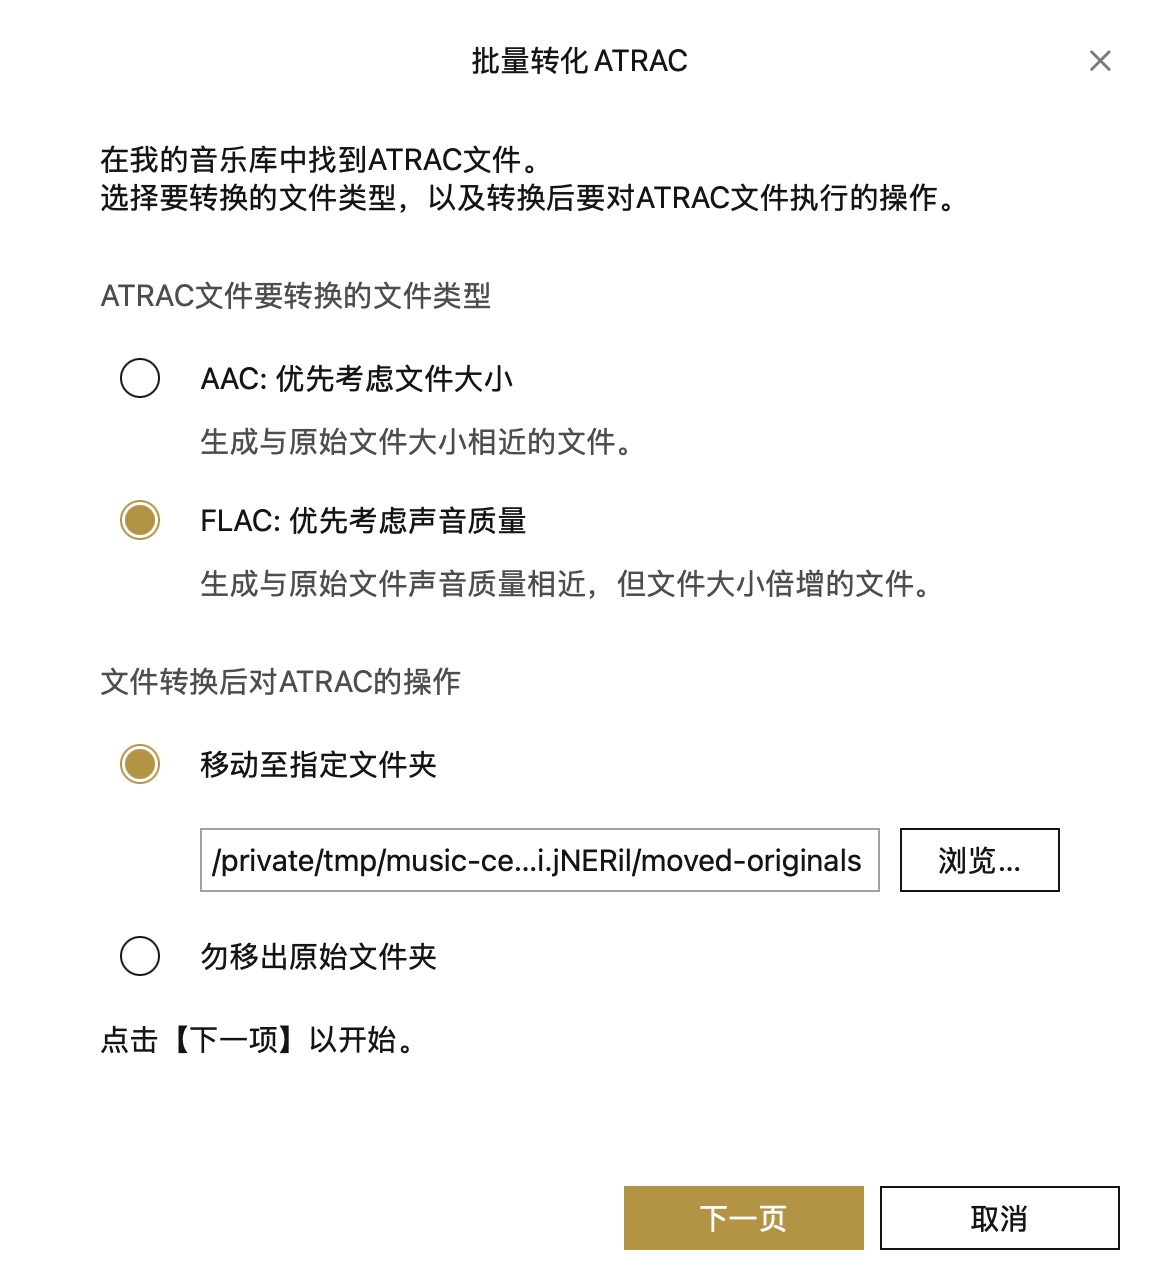 批量转化 ATRAC
在我的音乐库中找到ATRAC文件。
选择要转换的文件类型，以及转换后要对ATRAC文件执行的操作。
ATRAC文件要转换的文件类型
AAC: 优先考虑文件大小
生成与原始文件大小相近的文件。
FLAC: 优先考虑声音质量
生成与原始文件声音质量相近，但文件大小倍增的文件。
文件转换后对ATRAC的操作
移动至指定文件夹
/private/tmp/music-ce...i.jNERil/moved-originals
浏览...
勿移出原始文件夹
点击【下一项】以开始。
下一页
取消